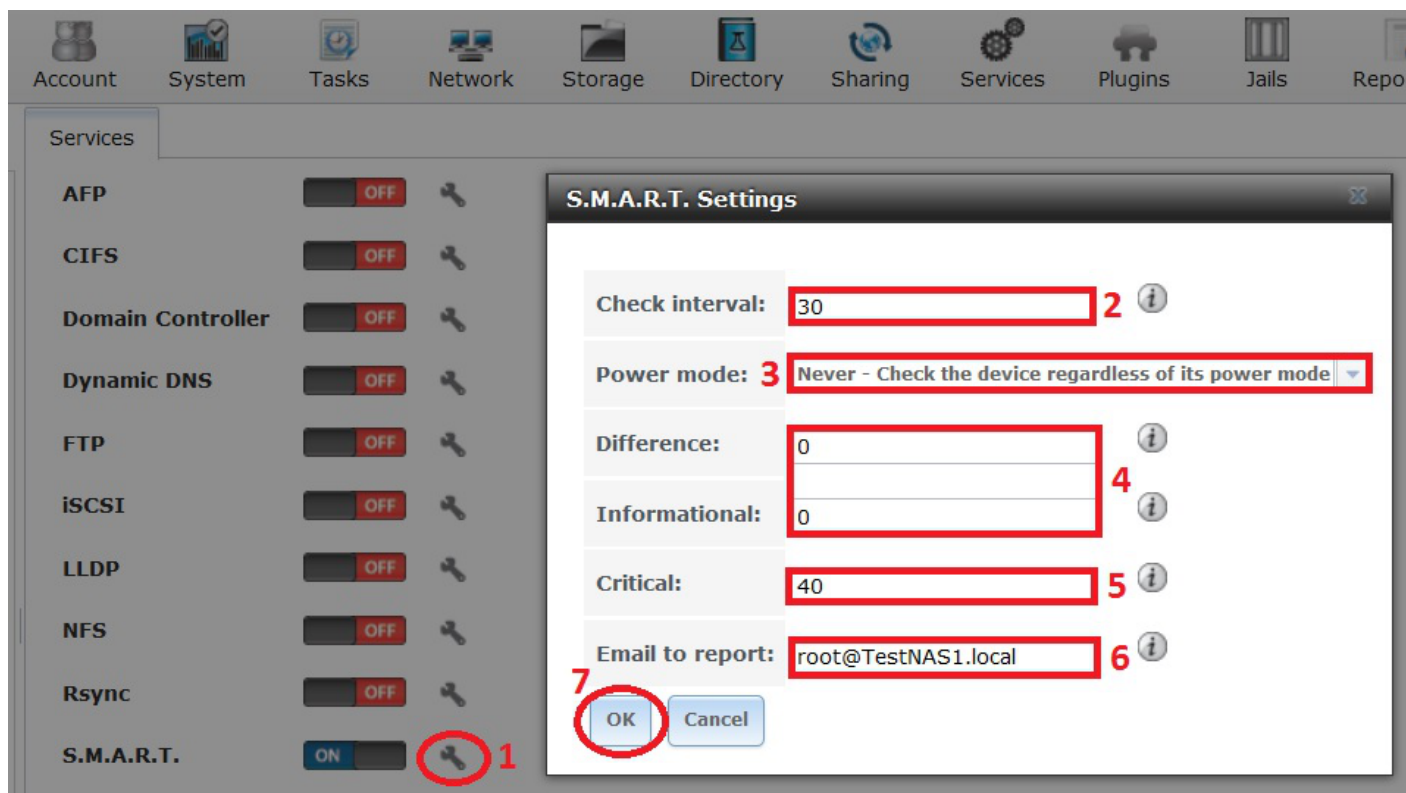 Account System Tasks Network Storage Directory Sharing Services Plugins Jails Repo
Services
AFP OFF
CIFS OFF
Domain Controller OFF
Dynamic DNS OFF
FTP OFF
iSCSI OFF
LLDP OFF
NFS OFF
Rsync OFF
S.M.A.R.T. ON 1
S.M.A.R.T. Settings
Check interval: 30 2 i
Power mode: 3 Never - Check the device regardless of its power mode
Difference: 0 i
4
Informational: 0 i
Critical: 40 5 i
Email to report: root@TestNAS1.local 6 i
7
OK Cancel